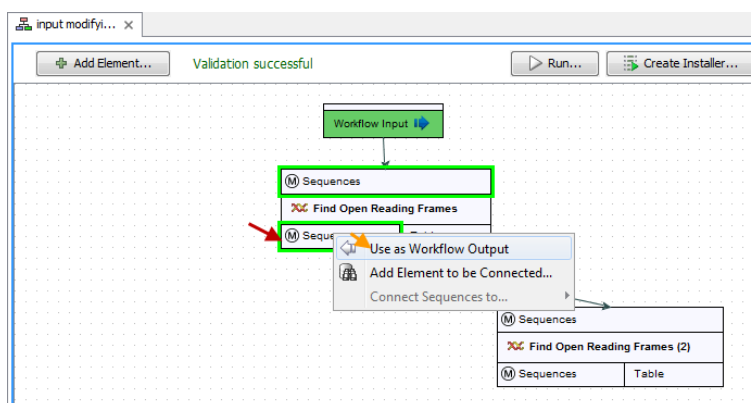 input modifyi...
Add Element...
Validation successful
Run...
Create Installer...
Workflow Input
M Sequences
Find Open Reading Frames
M
Use as Workflow Output
Add Element to be Connected...
Connect Sequences to...
M Sequences
Find Open Reading Frames (2)
M Sequences Table